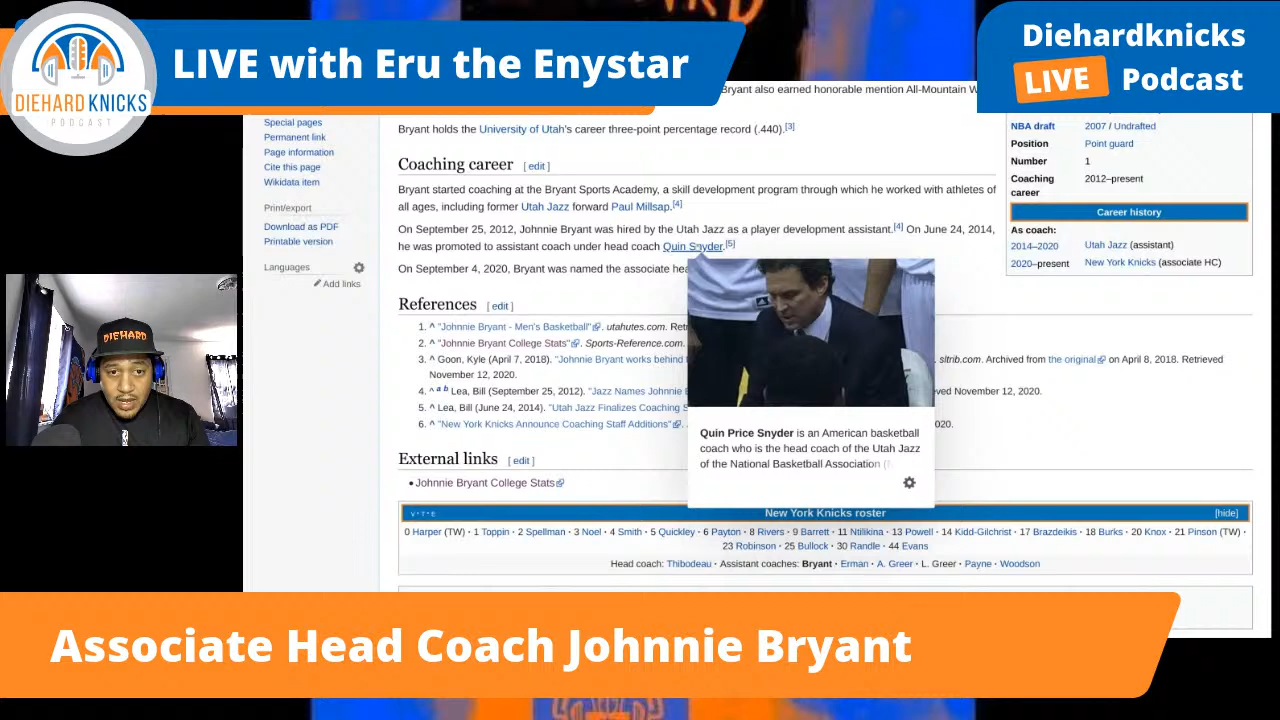 LIVE with Eru the Enystar
Diehardknicks
LIVE Podcast
DIEHARD KNICKS
PODCAST
DIEHARD
Bryant also earned honorable mention All-Mountain W
Special pages
Permanent link
Page information
Cite this page
Wikidata item
Print/export
Download as PDF
Printable version
Languages
Add links
Bryant holds the University of Utah's career three-point percentage record (.440).[3]
Coaching career [ edit ]
Bryant started coaching at the Bryant Sports Academy, a skill development program through which he worked with athletes of
all ages, including former Utah Jazz forward Paul Millsap.[4]
On September 25, 2012, Johnnie Bryant was hired by the Utah Jazz as a player development assistant.[4] On June 24, 2014,
he was promoted to assistant coach under head coach Quin Snyder.[5]
On September 4, 2020, Bryant was named the associate hea
NBA draft 2007 / Undrafted
Position Point guard
Number 1
Coaching 2012–present
career
Career history
As coach:
2014–2020 Utah Jazz (assistant)
2020–present New York Knicks (associate HC)
References [ edit ]
1. ^ "Johnnie Bryant - Men's Basketball". utahutes.com. Retr
2. ^ "Johnnie Bryant College Stats". Sports-Reference.com.
3. ^ Goon, Kyle (April 7, 2018). "Johnnie Bryant works behind sltrib.com. Archived from the original on April 8, 2018. Retrieved
November 12, 2020.
4. ^ a b Lea, Bill (September 25, 2012). "Jazz Names Johnnie ved November 12, 2020.
5. ^ Lea, Bill (June 24, 2014). "Utah Jazz Finalizes Coaching S
6. ^ "New York Knicks Announce Coaching Staff Additions". 020.
Quin Price Snyder is an American basketball
coach who is the head coach of the Utah Jazz
of the National Basketball Association
External links [ edit ]
• Johnnie Bryant College Stats
V · T · E New York Knicks roster [hide]
0 Harper (TW) · 1 Toppin · 2 Spellman · 3 Noel · 4 Smith · 5 Quickley · 6 Payton · 8 Rivers · 9 Barrett · 11 Ntilikina · 13 Powell · 14 Kidd-Gilchrist · 17 Brazdeikis · 18 Burks · 20 Knox · 21 Pinson (TW) ·
23 Robinson · 25 Bullock · 30 Randle · 44 Evans
Head coach: Thibodeau · Assistant coaches: Bryant · Erman · A. Greer · L. Greer · Payne · Woodson
Associate Head Coach Johnnie Bryant